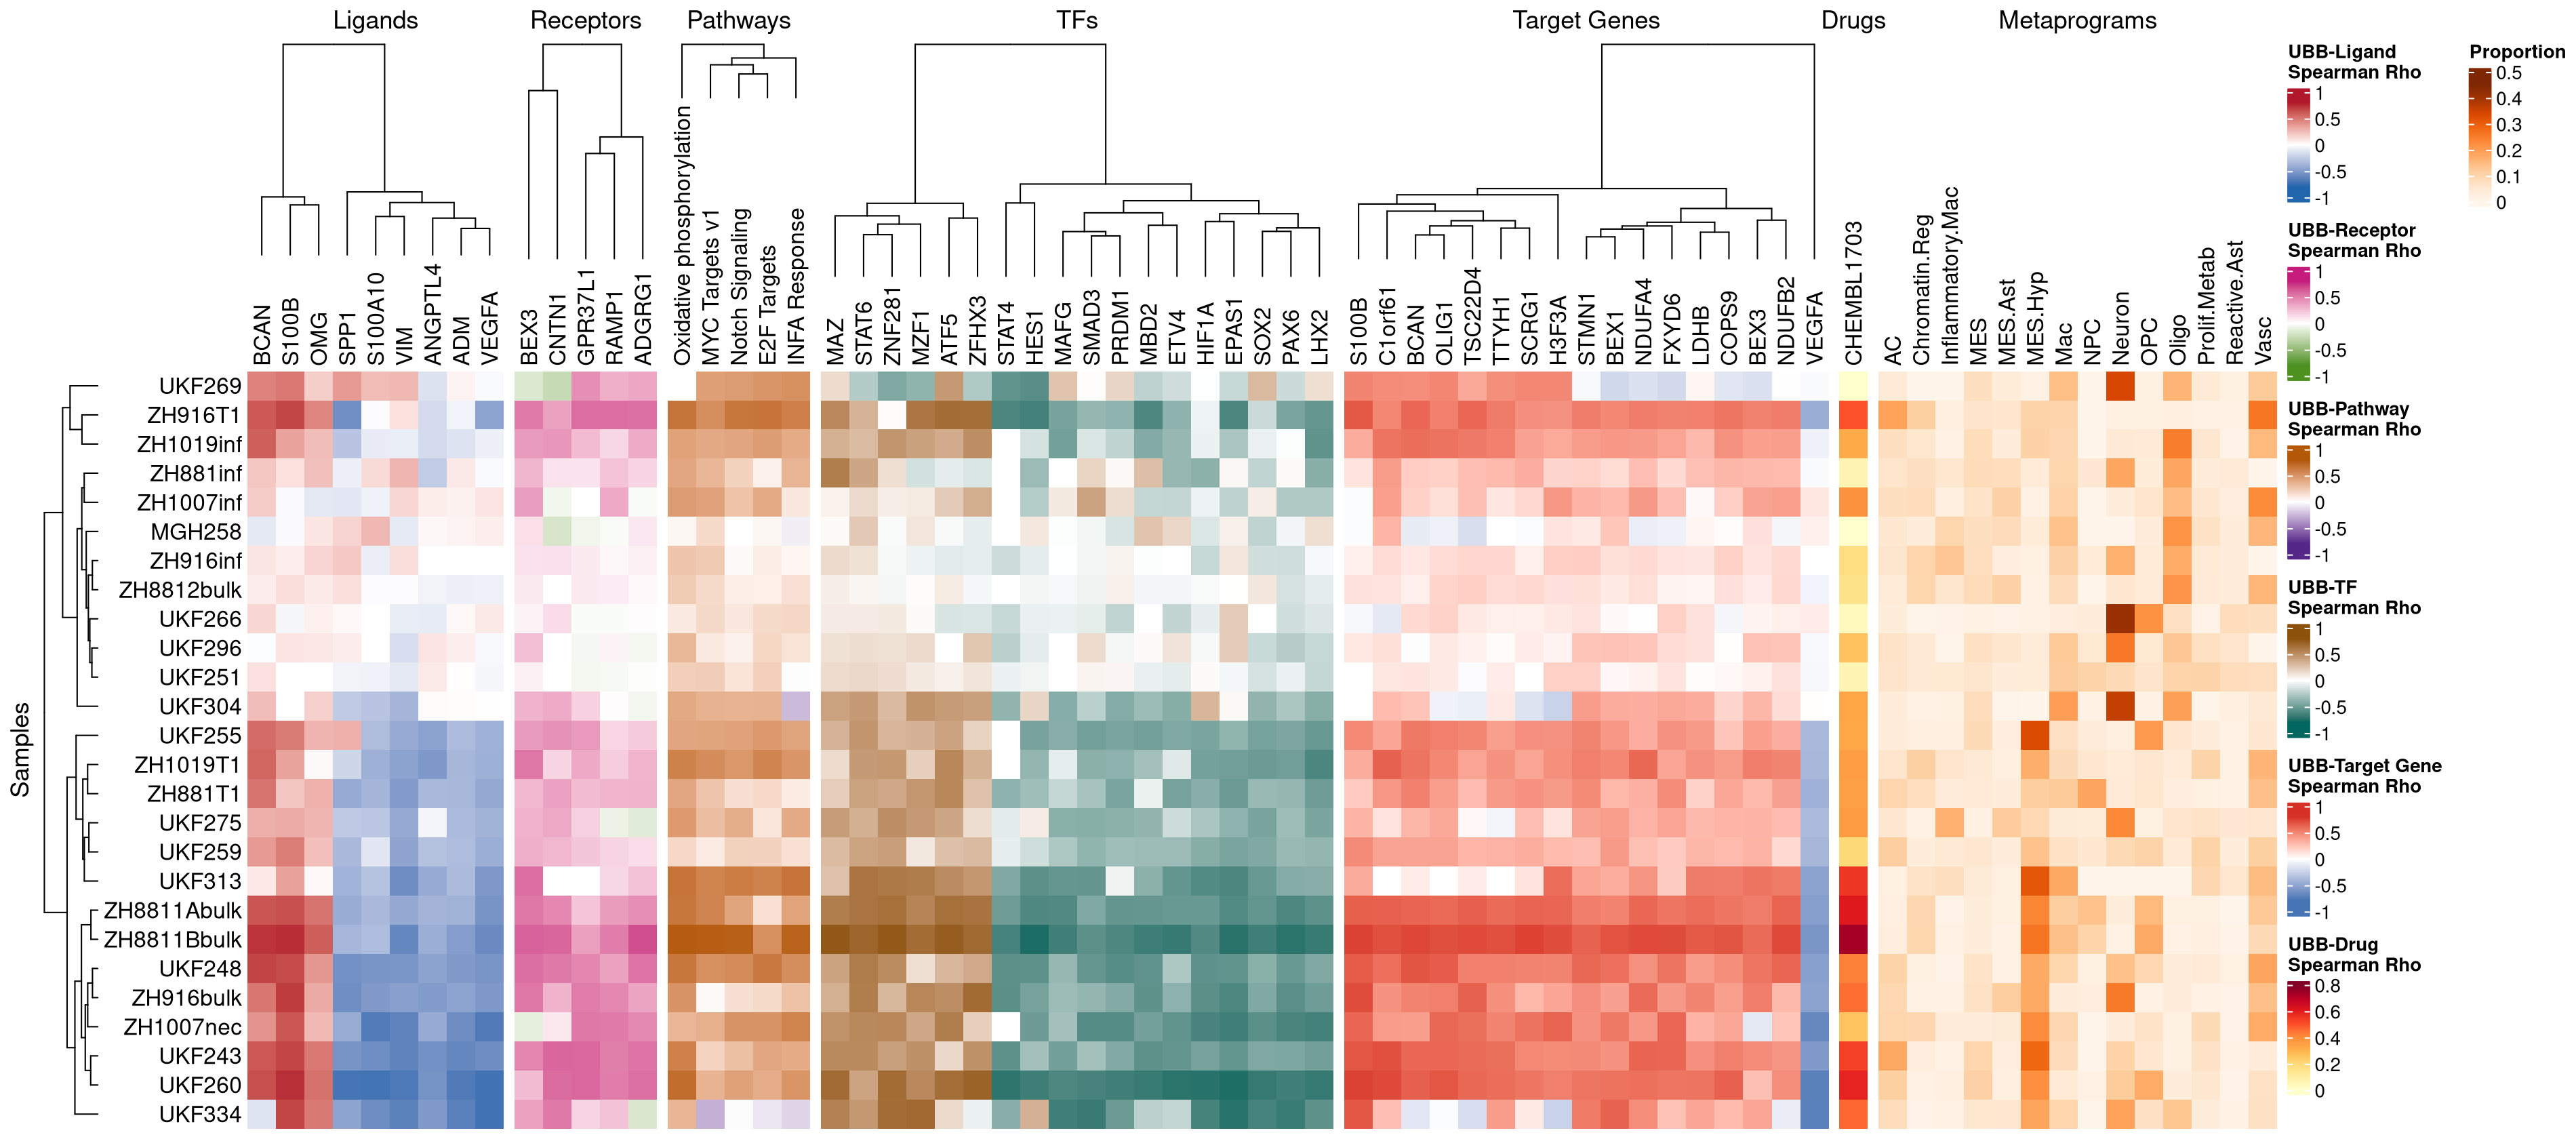 Ligands
Receptors
Pathways
TFs
Target Genes
Drugs
Metaprograms
BCAN
S100B
OMG
SPP1
S100A10
VIM
ANGPTL4
ADM
VEGFA
BEX3
CNTN1
GPR37L1
RAMP1
ADGRG1
Oxidative phosphorylation
MYC Targets v1
Notch Signaling
E2F Targets
INFA Response
MAZ
STAT6
ZNF281
MZF1
ATF5
ZFHX3
STAT4
HES1
MAFG
SMAD3
PRDM1
MBD2
ETV4
HIF1A
EPAS1
SOX2
PAX6
LHX2
S100B
C1orf61
BCAN
OLIG1
TSC22D4
TTYH1
SCRG1
H3F3A
STMN1
BEX1
NDUFA4
FXYD6
LDHB
COPS9
BEX3
NDUFB2
VEGFA
CHEMBL1703
AC
Chromatin.Reg
Inflammatory.Mac
MES
MES.Ast
MES.Hyp
Mac
NPC
Neuron
OPC
Oligo
Prolif.Metab
Reactive.Ast
Vasc
Samples
UKF269
ZH916T1
ZH1019inf
ZH881inf
ZH1007inf
MGH258
ZH916inf
ZH8812bulk
UKF266
UKF296
UKF251
UKF304
UKF255
ZH1019T1
ZH881T1
UKF275
UKF259
UKF313
ZH8811Abulk
ZH8811Bbulk
UKF248
ZH916bulk
ZH1007nec
UKF243
UKF260
UKF334
UBB-Ligand
Spearman Rho
1
0.5
0
-0.5
-1
UBB-Receptor
Spearman Rho
1
0.5
0
-0.5
-1
UBB-Pathway
Spearman Rho
1
0.5
0
-0.5
-1
UBB-TF
Spearman Rho
1
0.5
0
-0.5
-1
UBB-Target Gene
Spearman Rho
1
0.5
0
-0.5
-1
UBB-Drug
Spearman Rho
0.8
0.6
0.4
0.2
0
Proportion
0.5
0.4
0.3
0.2
0.1
0